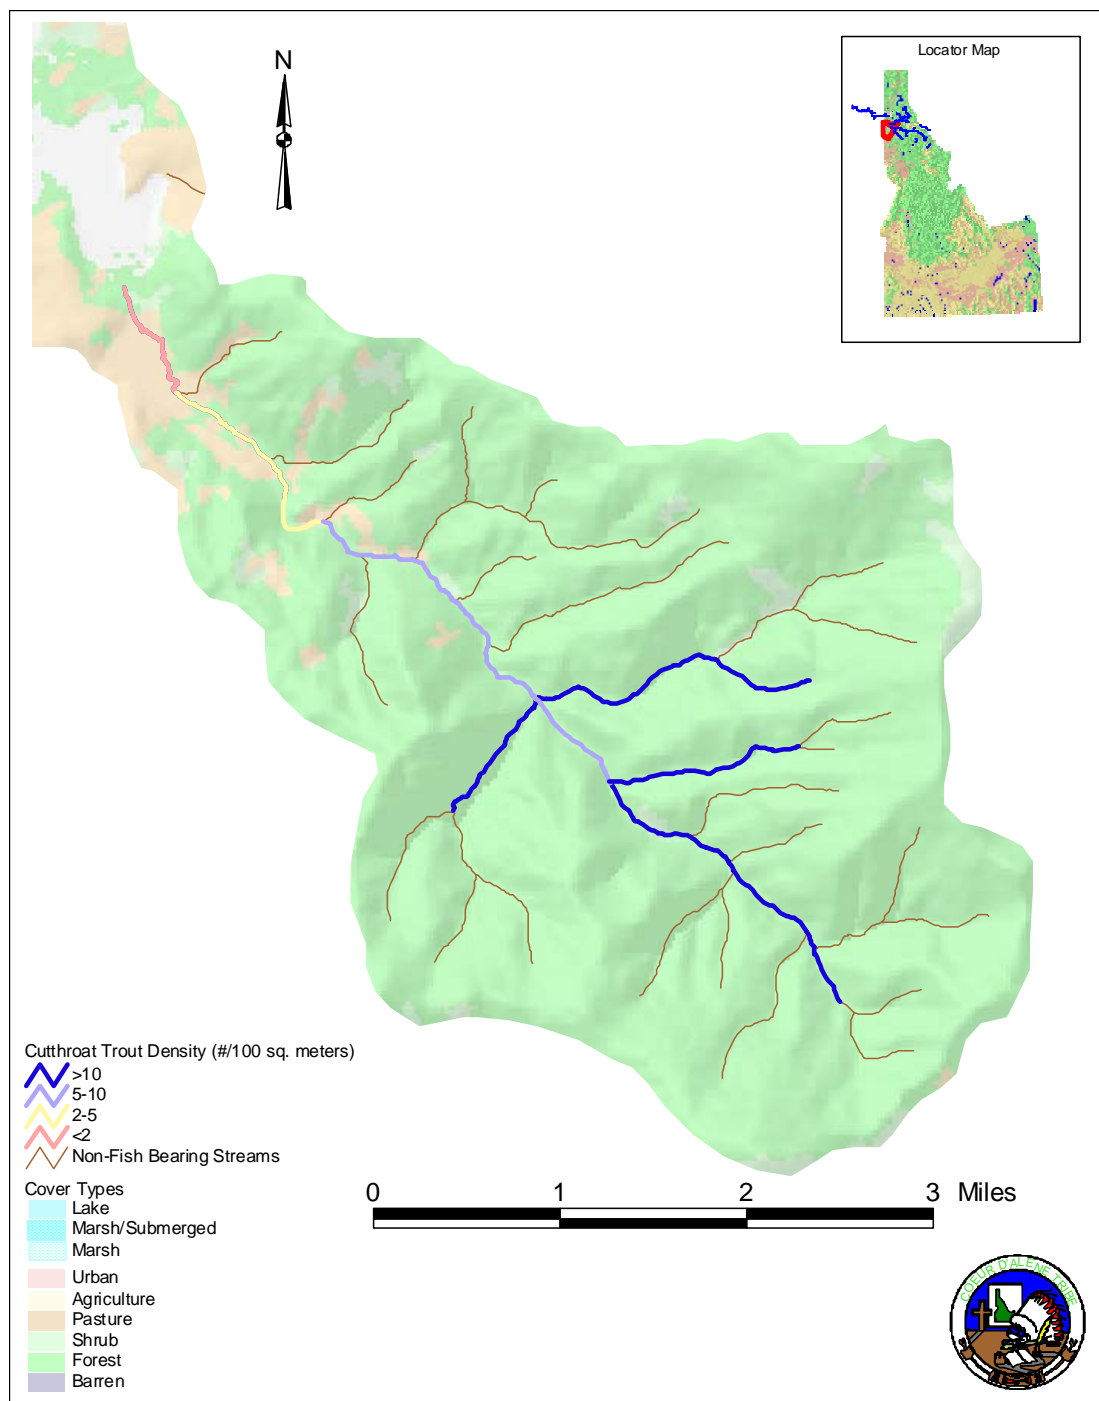 Locator Map
N
Cutthroat Trout Density (#/100 sq. meters)
>10
5-10
2-5
<2
Non-Fish Bearing Streams
Cover Types
Lake
Marsh/Submerged
Marsh
Urban
Agriculture
Pasture
Shrub
Forest
Barren
0 1 2 3 Miles
COEUR D'ALENE TRIBE